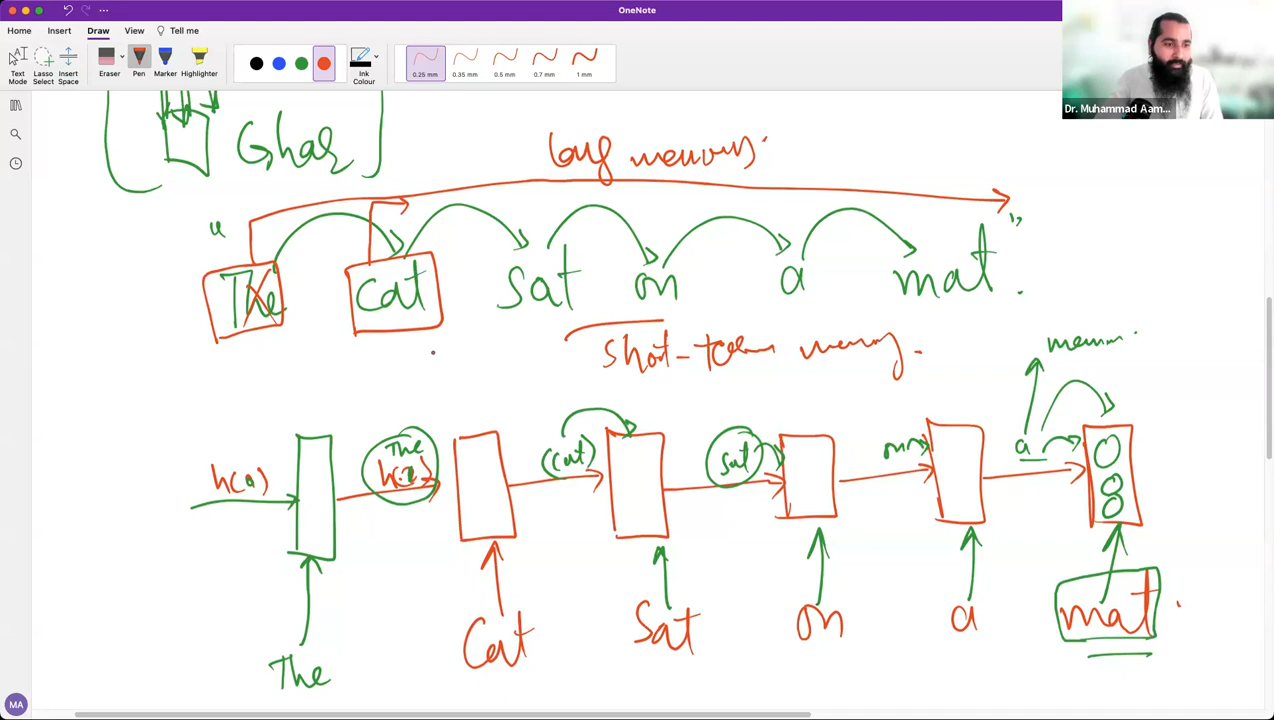 OneNote
Home Insert Draw View Tell me
Text Mode
Lasso Select
Insert Space
Eraser
Pen
Marker
Highlighter
Ink Colour
0.25 mm
0.35 mm
0.5 mm
0.7 mm
1 mm
Dr. Muhammad Aam...
Ghar
long memory
"The cat sat on a mat".
short-term memory.
h(0) The (cat) sat on a
The Cat Sat on a mat.
MA